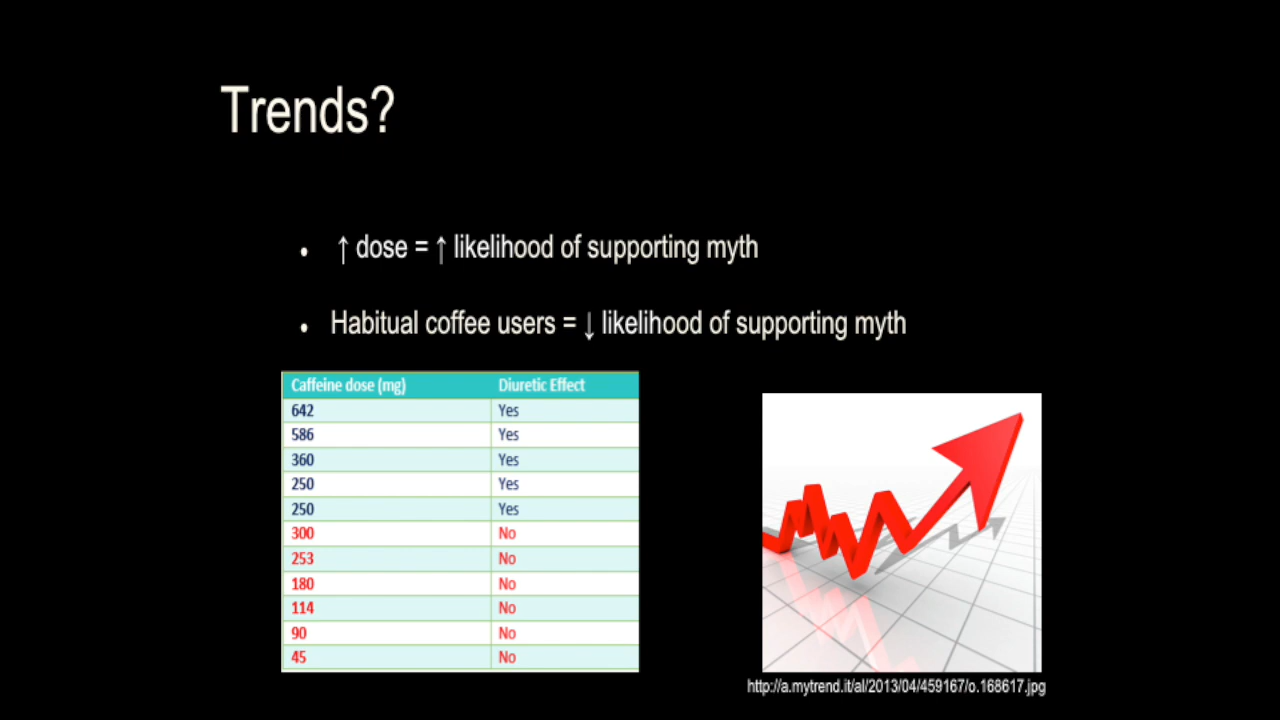 Trends?
• ↑ dose = ↑ likelihood of supporting myth
• Habitual coffee users = ↓ likelihood of supporting myth
Caffeine dose (mg) Diuretic Effect
642 Yes
586 Yes
360 Yes
250 Yes
250 Yes
300 No
253 No
180 No
114 No
90 No
45 No
http://a.mytrend.it/al/2013/04/459167/o.168617.jpg